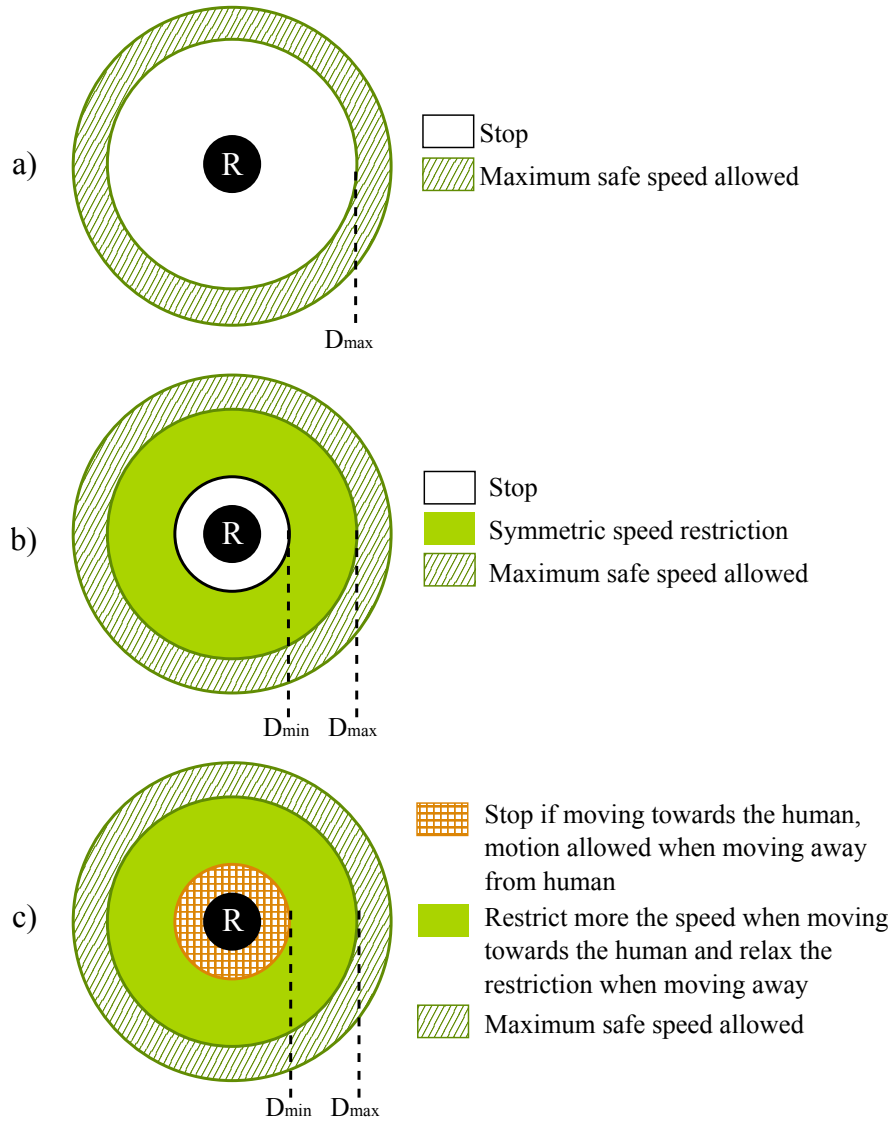 a)
R
Stop
Maximum safe speed allowed
Dmax
b)
R
Stop
Symmetric speed restriction
Maximum safe speed allowed
Dmin Dmax
c)
R
Stop if moving towards the human,
motion allowed when moving away
from human
Restrict more the speed when moving
towards the human and relax the
restriction when moving away
Maximum safe speed allowed
Dmin Dmax